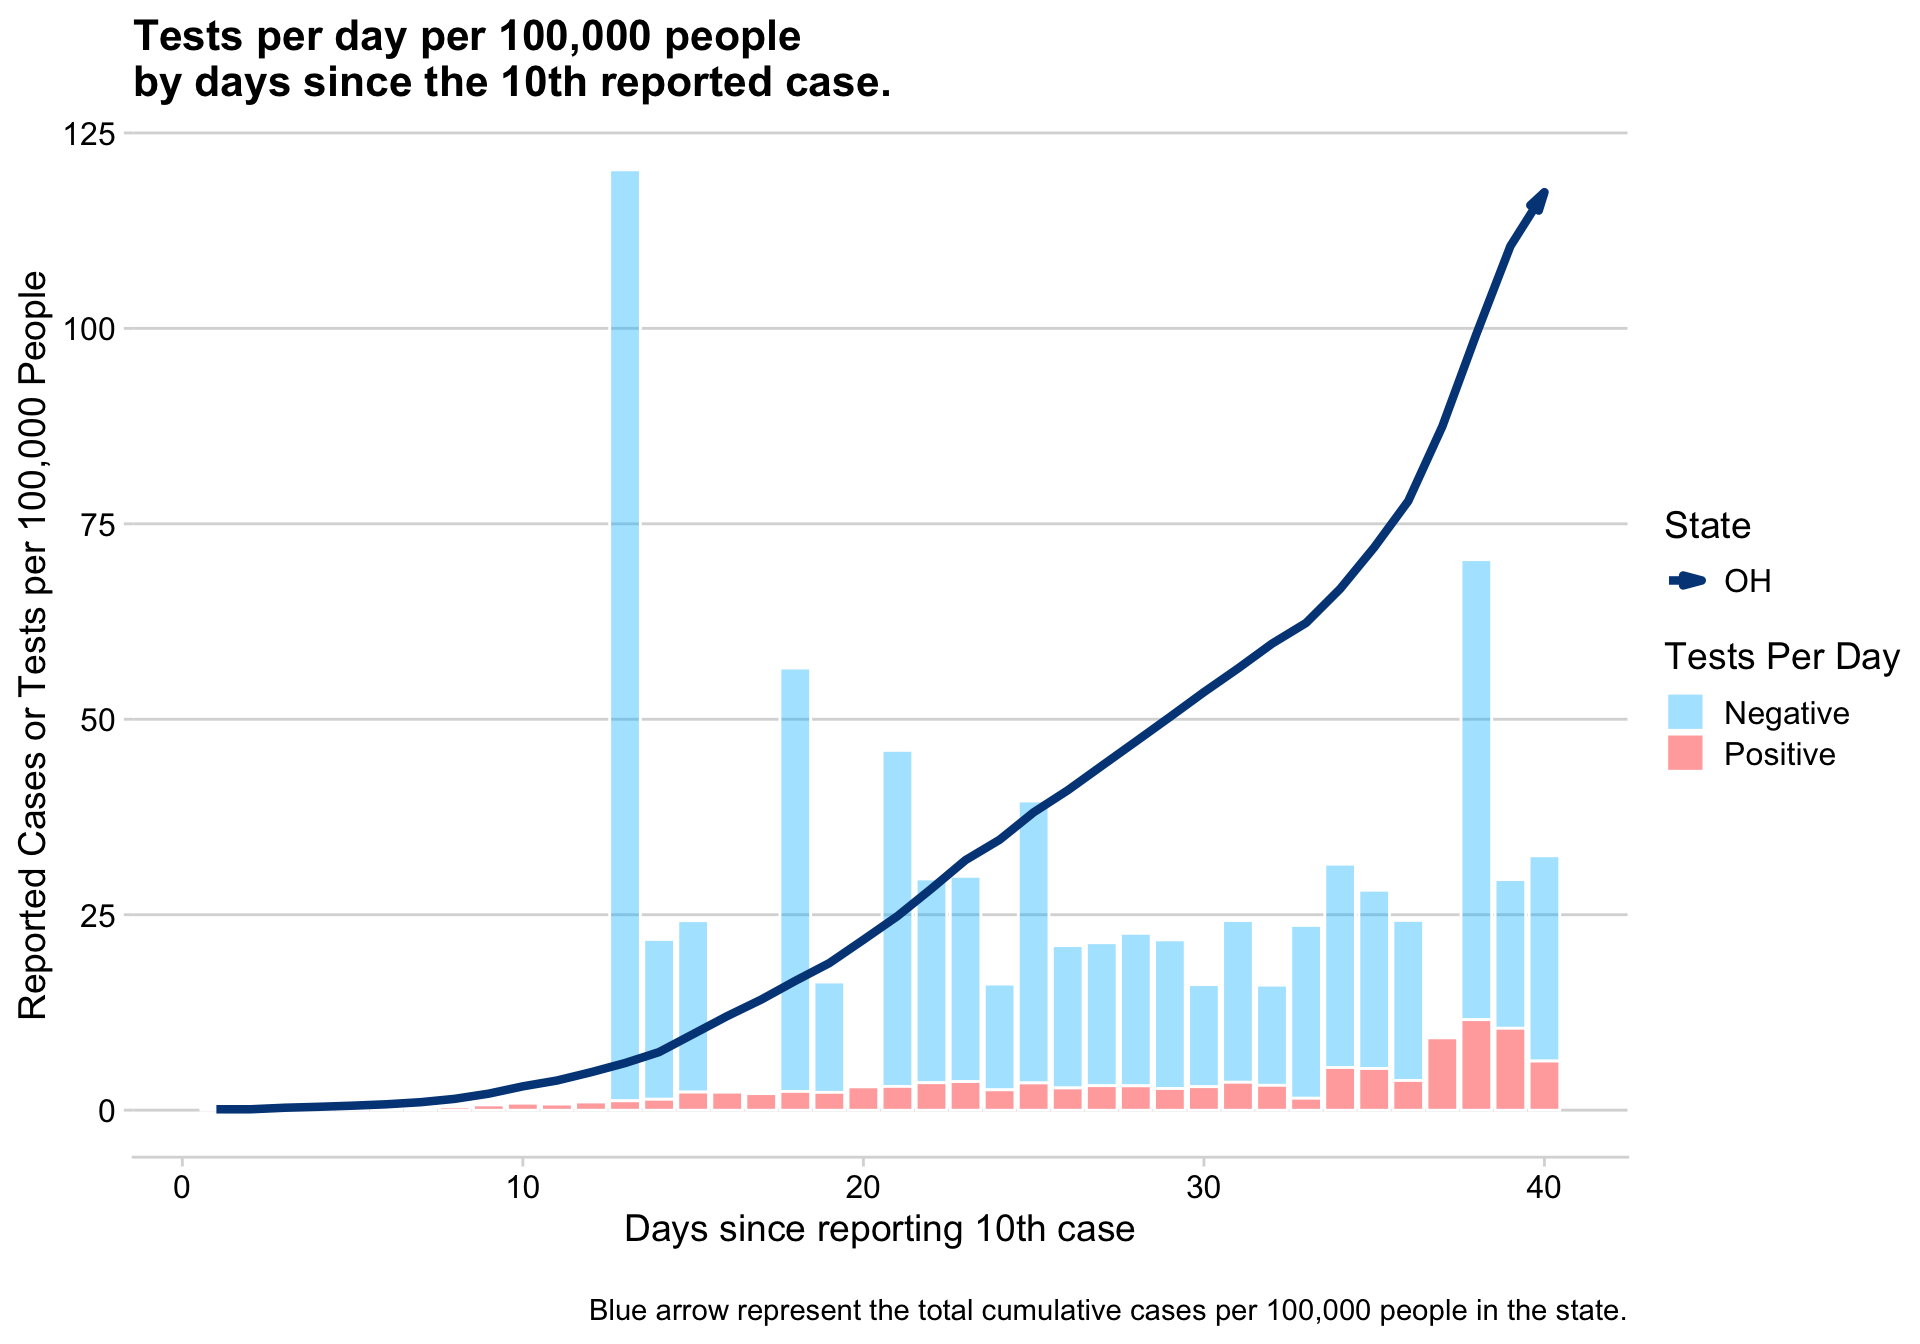 Tests per day per 100,000 people
by days since the 10th reported case.
Reported Cases or Tests per 100,000 People
125
100
75
50
25
0
0
10
20
30
40
Days since reporting 10th case
State
OH
Tests Per Day
Negative
Positive
Blue arrow represent the total cumulative cases per 100,000 people in the state.